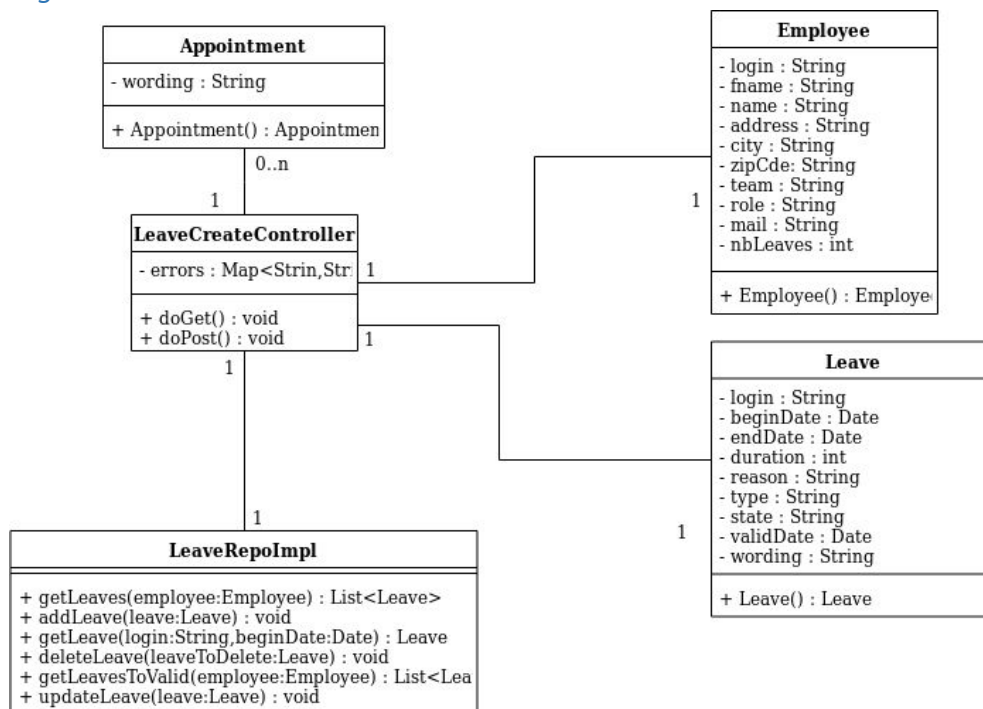 Appointment
- wording : String
+ Appointment() : Appointmen
0..n
1
LeaveCreateController
- errors : Map<Strin,Str
+ doGet() : void
+ doPost() : void
1
1
1
1
LeaveRepoImpl
+ getLeaves(employee:Employee) : List<Leave>
+ addLeave(leave:Leave) : void
+ getLeave(login:String,beginDate:Date) : Leave
+ deleteLeave(leaveToDelete:Leave) : void
+ getLeavesToValid(employee:Employee) : List<Lea
+ updateLeave(leave:Leave) : void
Employee
- login : String
- fname : String
- name : String
- address : String
- city : String
- zipCde: String
- team : String
- role : String
- mail : String
- nbLeaves : int
+ Employee() : Employe
1
Leave
- login : String
- beginDate : Date
- endDate : Date
- duration : int
- reason : String
- type : String
- state : String
- validDate : Date
- wording : String
+ Leave() : Leave
1